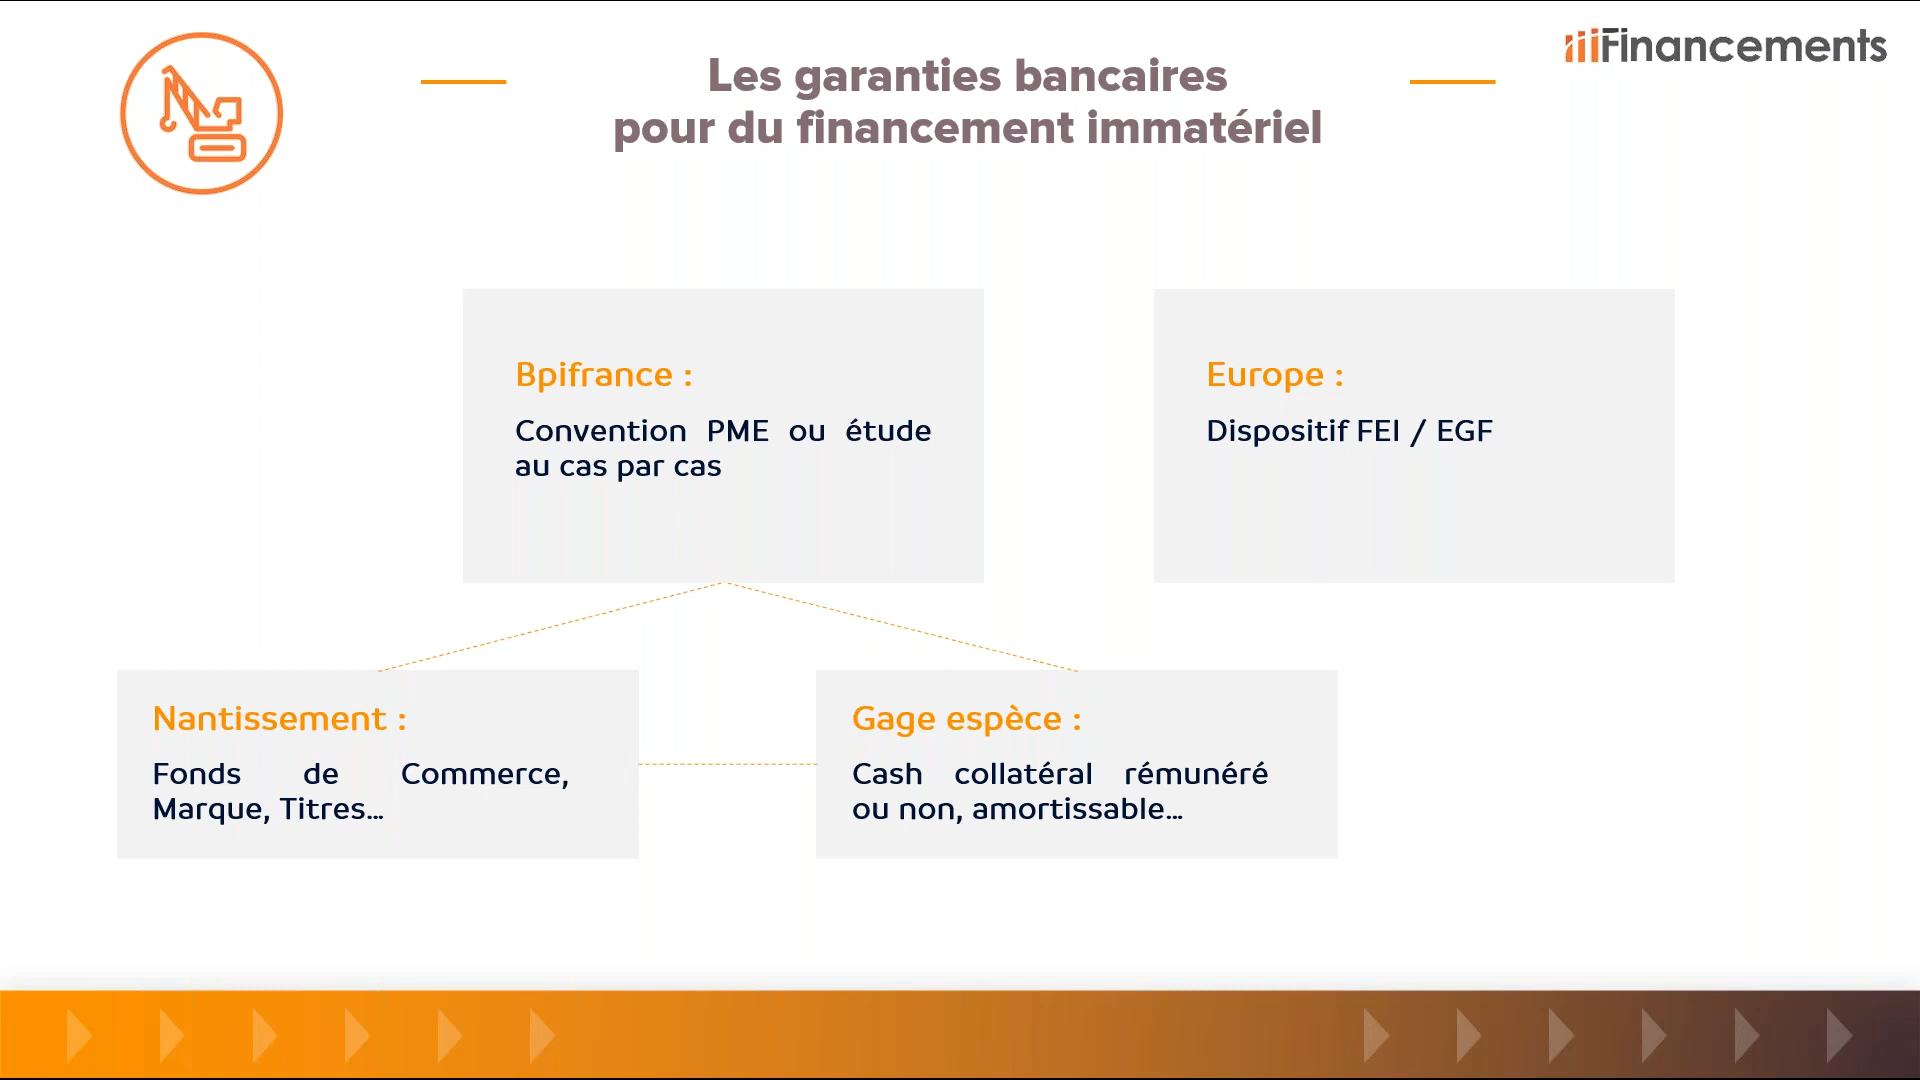 Financements
Les garanties bancaires
pour du financement immatériel
Bpifrance :
Convention PME ou étude
au cas par cas
Europe :
Dispositif FEI / EGF
Nantissement :
Fonds de Commerce,
Marque, Titres...
Gage espèce :
Cash collatéral rémunéré
ou non, amortissable...